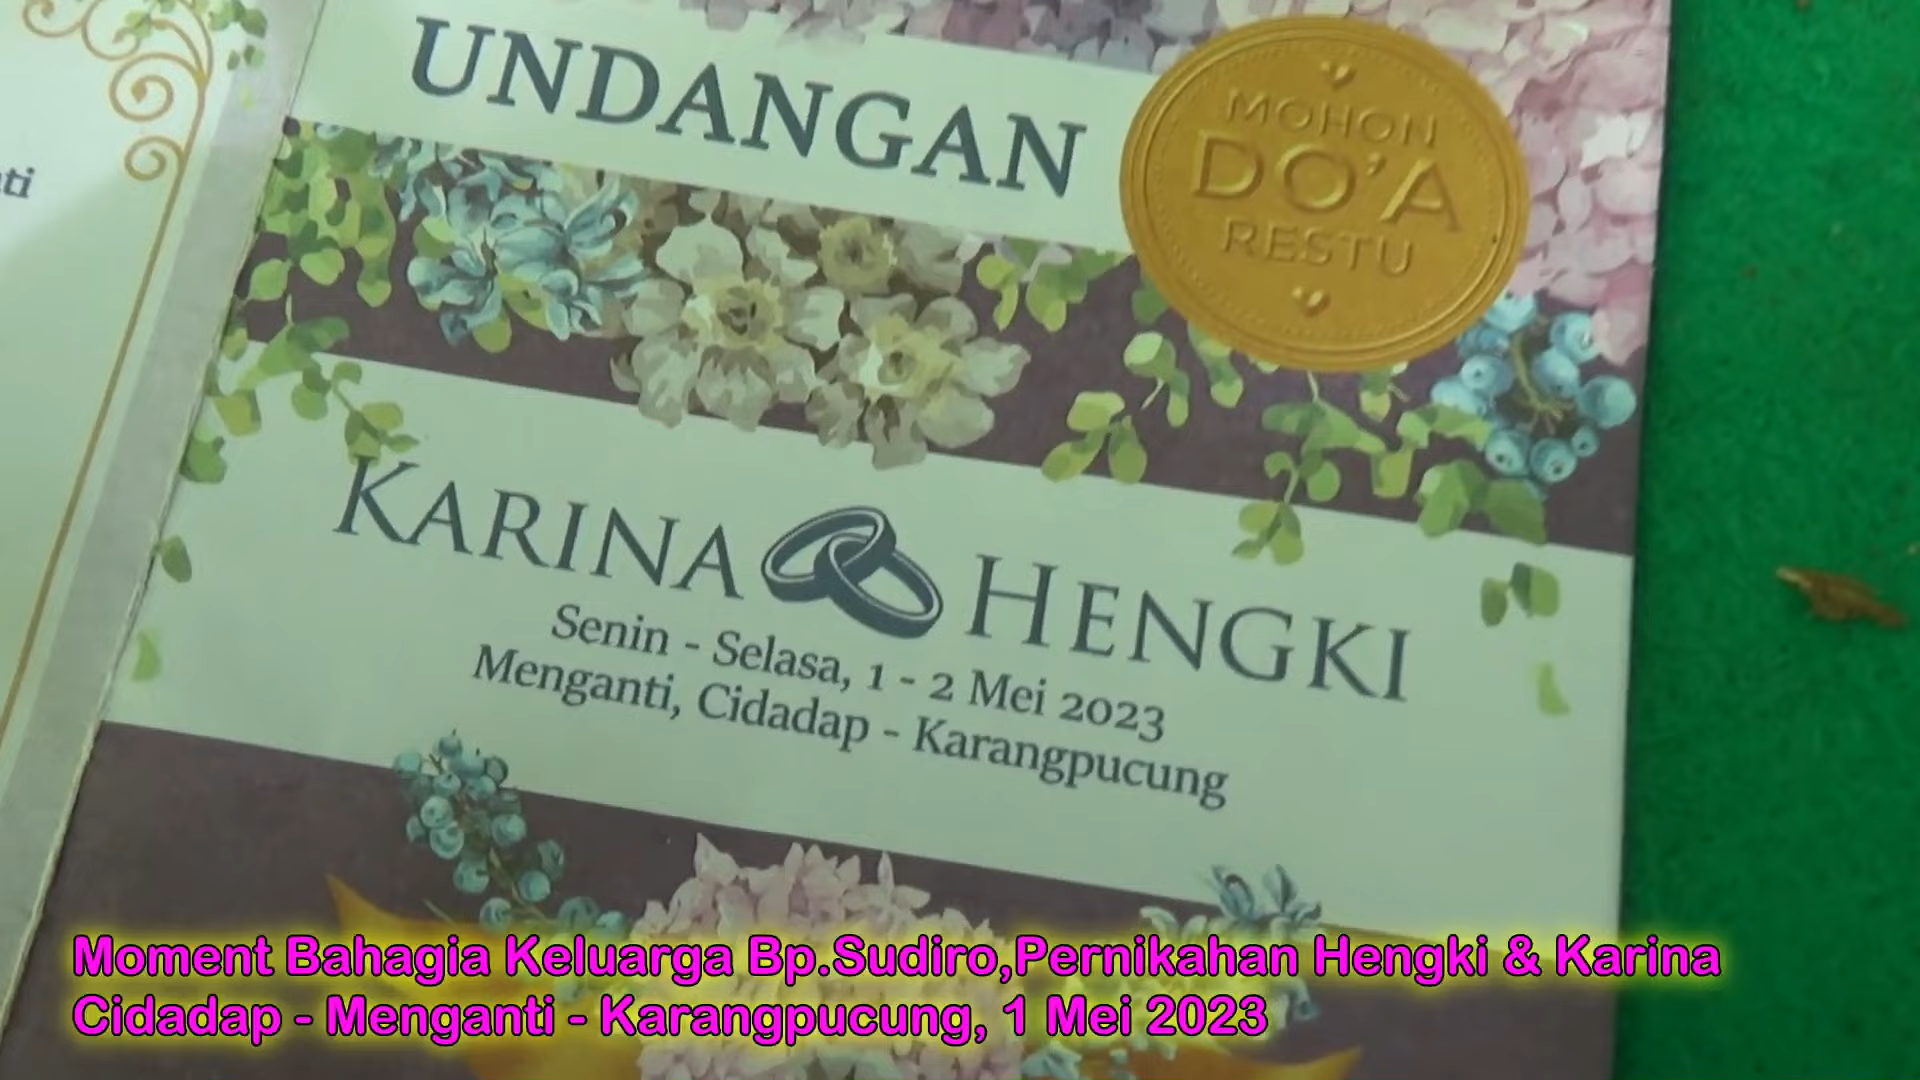 UNDANGAN
MOHON
DO'A
RESTU
KARINA HENGKI
Senin - Selasa, 1 - 2 Mei 2023
Menganti, Cidadap - Karangpucung
Moment Bahagia Keluarga Bp.Sudiro,Pernikahan Hengki & Karina
Cidadap - Menganti - Karangpucung, 1 Mei 2023